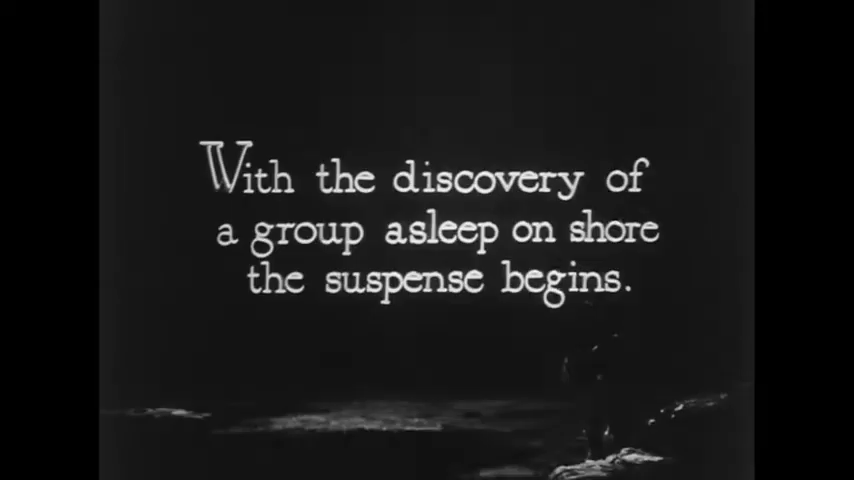 With the discovery of
a group asleep on shore
the suspense begins.